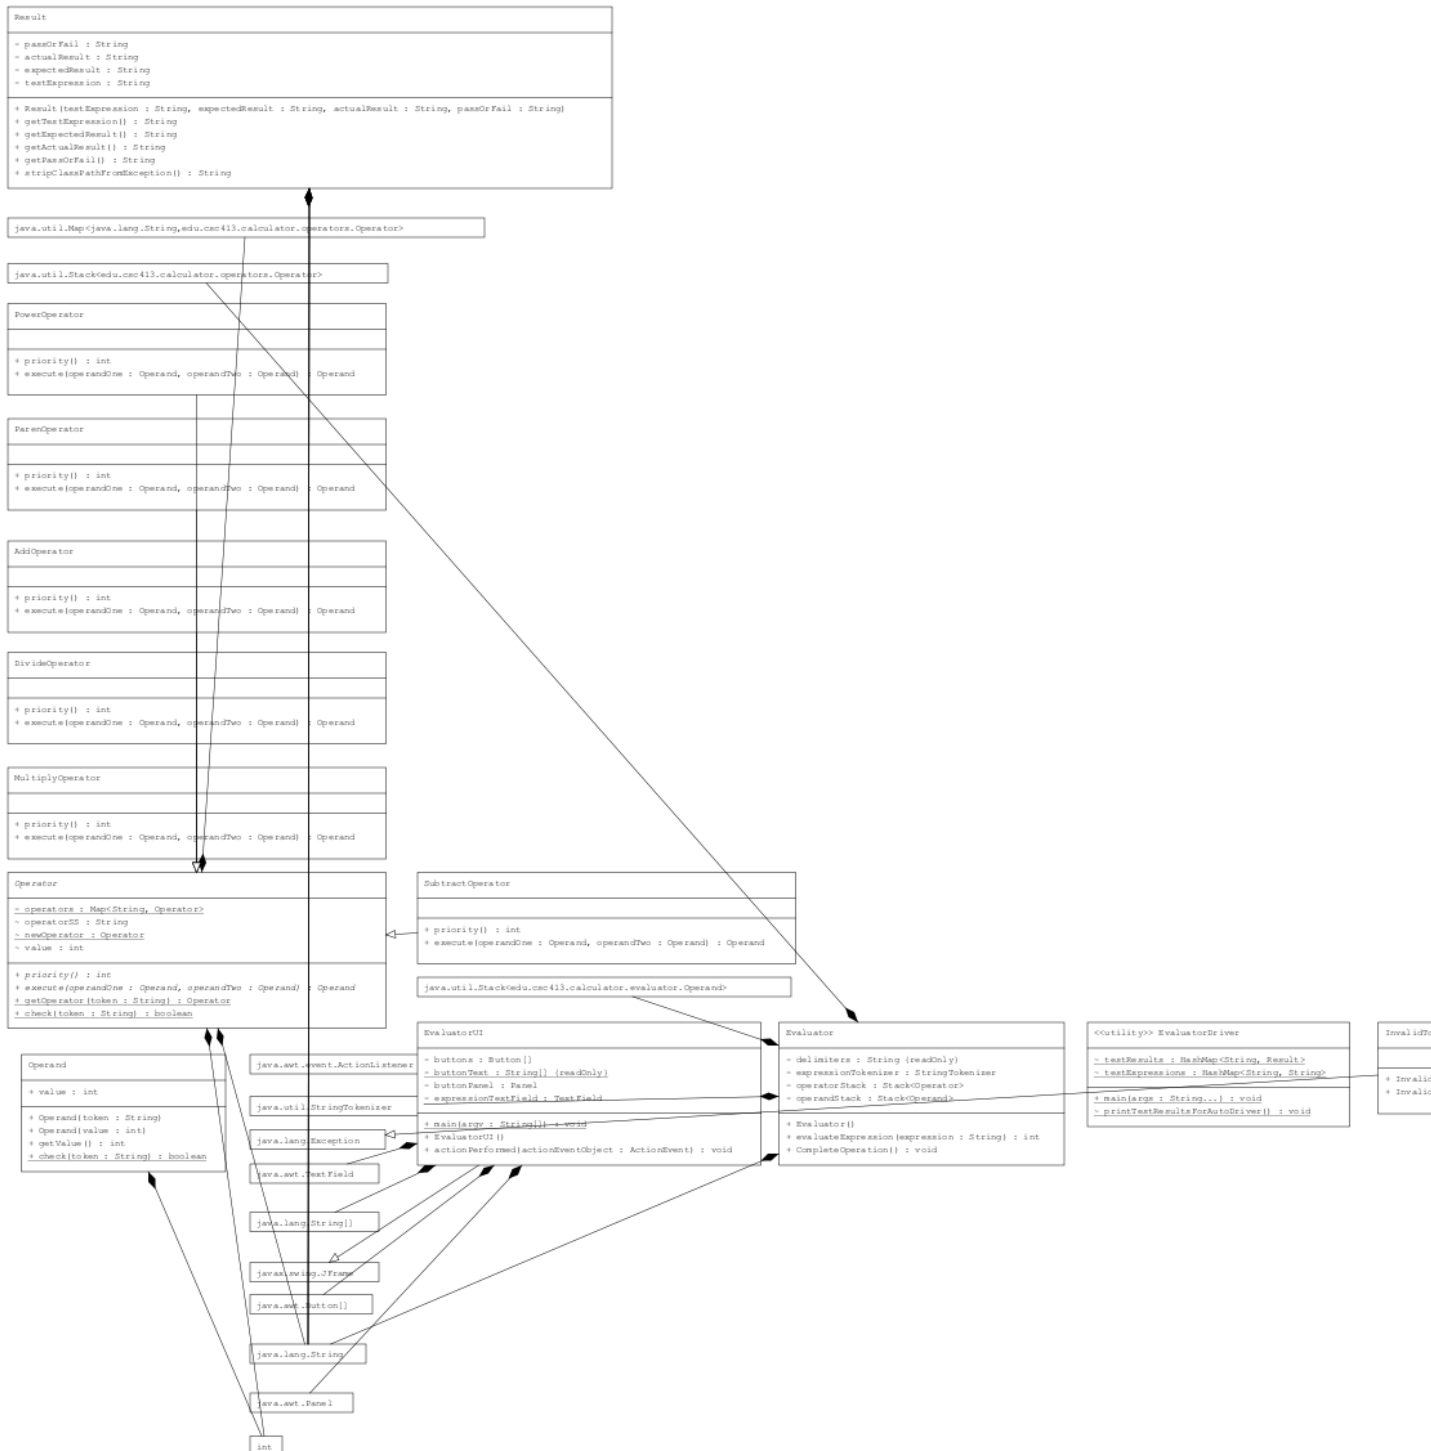 Result
- passOrFail : String
- actualResult : String
- expectedResult : String
- testExpression : String
+ Result(testExpression : String, expectedResult : String, actualResult : String, passOrFail : String)
+ getTestExpression() : String
+ getExpectedResult() : String
+ getActualResult() : String
+ getPassOrFail() : String
+ stripClassPathFromException() : String
java.util.Map<java.lang.String,edu.csc413.calculator.operators.Operator>
java.util.Stack<edu.csc413.calculator.operators.Operator>
PowerOperator
+ priority() : int
+ execute(operandOne : Operand, operandTwo : Operand) : Operand
ParenOperator
+ priority() : int
+ execute(operandOne : Operand, operandTwo : Operand) : Operand
AddOperator
+ priority() : int
+ execute(operandOne : Operand, operandTwo : Operand) : Operand
DivideOperator
+ priority() : int
+ execute(operandOne : Operand, operandTwo : Operand) : Operand
MultiplyOperator
+ priority() : int
+ execute(operandOne : Operand, operandTwo : Operand) : Operand
Operator
~ operators : Map<String, Operator>
~ operatorSS : String
~ newOperator : Operator
~ value : int
+ priority() : int
+ execute(operandOne : Operand, operandTwo : Operand) : Operand
+ getOperator(token : String) : Operator
+ check(token : String) : boolean
SubtractOperator
+ priority() : int
+ execute(operandOne : Operand, operandTwo : Operand) : Operand
java.util.Stack<edu.csc413.calculator.evaluator.Operand>
Operand
+ value : int
+ Operand(token : String)
+ Operand(value : int)
+ getValue() : int
+ check(token : String) : boolean
java.awt.event.ActionListener
java.util.StringTokenizer
java.lang.Exception
java.awt.TextField
java.lang.String[]
javax.swing.JFrame
java.awt.Button[]
java.lang.String
java.awt.Panel
int
EvaluatorUI
- buttons : Button[]
- buttonText : String[] {readOnly}
- buttonPanel : Panel
- expressionTextField : TextField
+ main(argv : String[]) : void
+ EvaluatorUI()
+ actionPerformed(actionEventObject : ActionEvent) : void
Evaluator
- delimiters : String {readOnly}
- expressionTokenizer : StringTokenizer
- operatorStack : Stack<Operator>
- operandStack : Stack<Operand>
+ Evaluator()
+ evaluateExpression(expression : String) : int
+ CompleteOperation() : void
<<utility>> EvaluatorDriver
~ testResults : HashMap<String, Result>
~ testExpressions : HashMap<String, String>
+ main(args : String...) : void
~ printTestResultsForAutoDriver() : void
InvalidTo
+ Invalid
+ Invalid